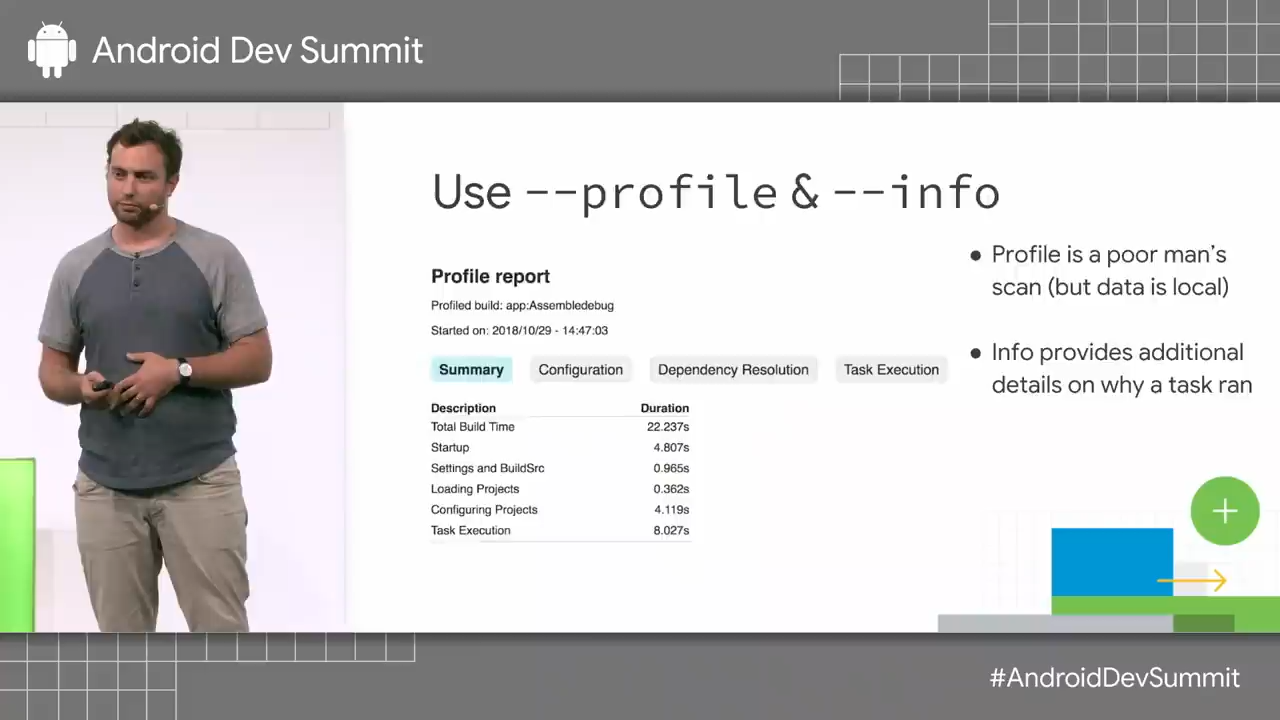 Android Dev Summit
Use --profile & --info
Profile report
Profiled build: app:Assembledebug
Started on: 2018/10/29 - 14:47:03
Summary Configuration Dependency Resolution Task Execution
Description Duration
Total Build Time 22.237s
Startup 4.807s
Settings and BuildSrc 0.965s
Loading Projects 0.362s
Configuring Projects 4.119s
Task Execution 8.027s
● Profile is a poor man's
scan (but data is local)
● Info provides additional
details on why a task ran
#AndroidDevSummit